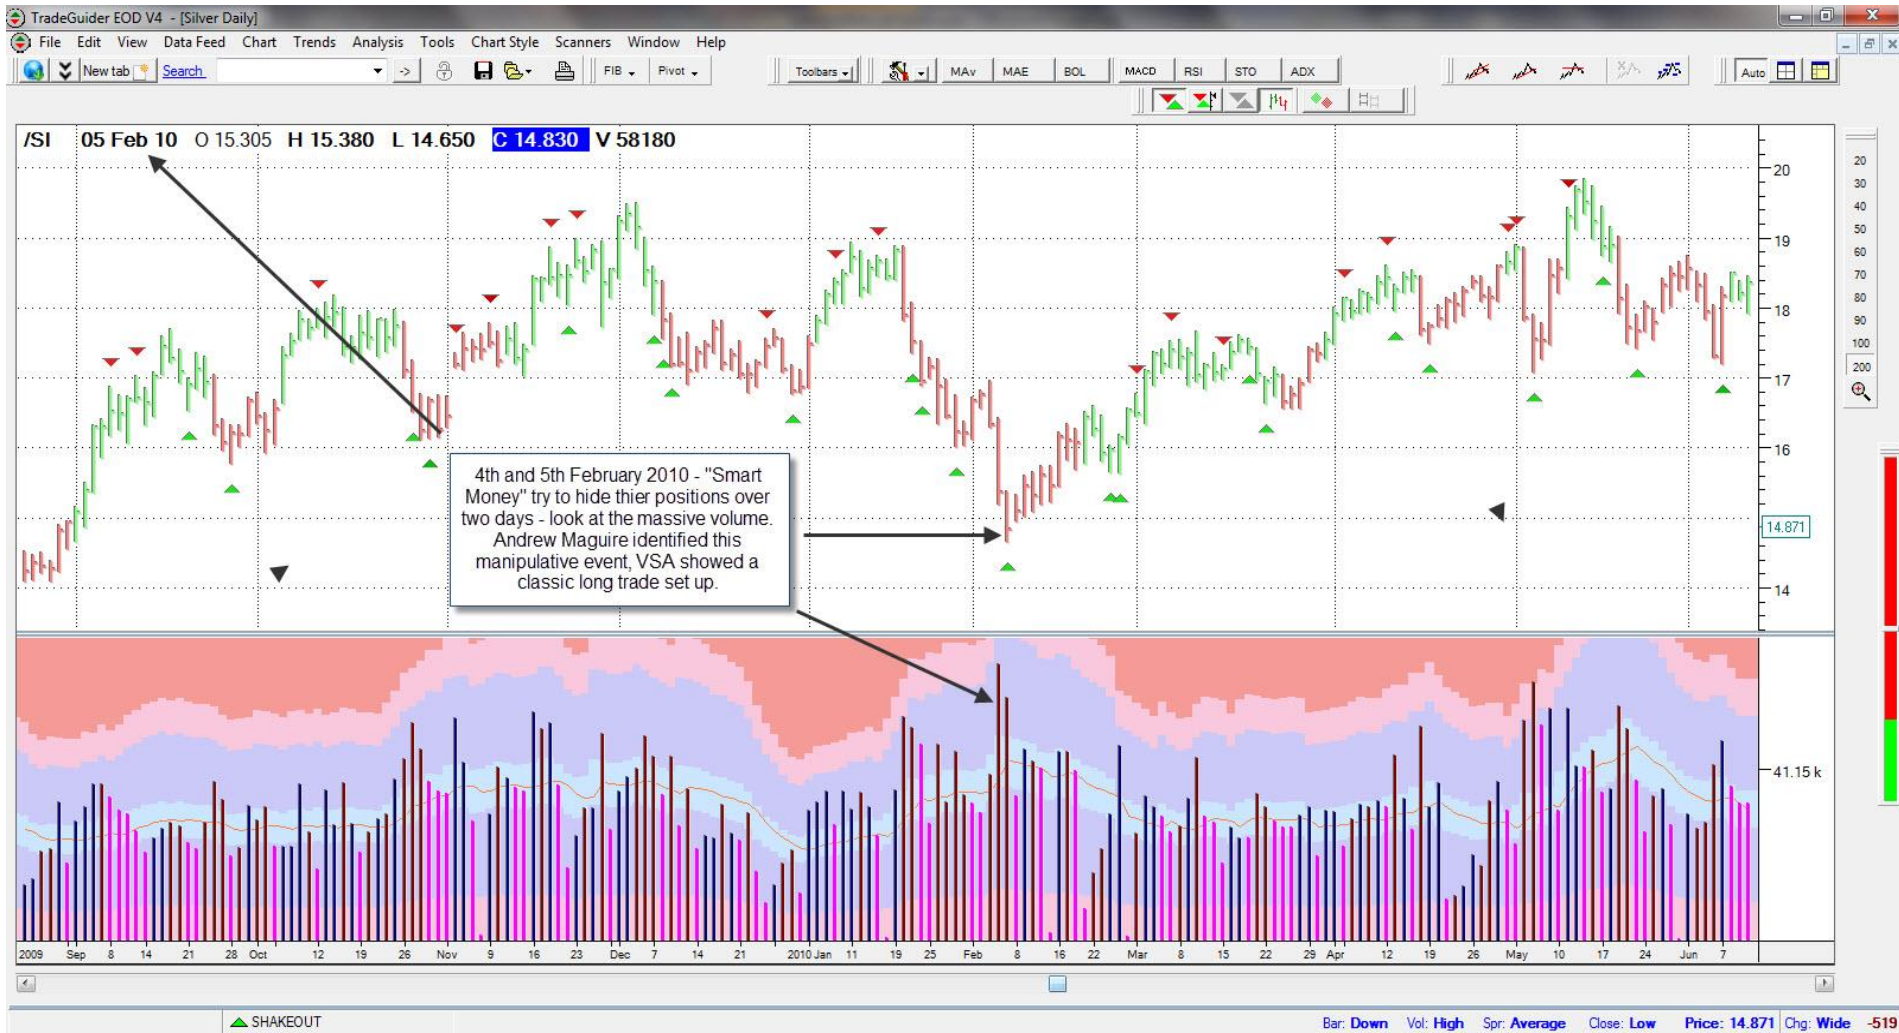 TradeGuider EOD V4 - [Silver Daily]
File Edit View Data Feed Chart Trends Analysis Tools Chart Style Scanners Window Help
New tab Search -> FIB Pivot Toolbars MAv MAE BOL MACD RSI STO ADX Auto
/SI 05 Feb 10 O 15.305 H 15.380 L 14.650 C 14.830 V 58180
20
19
18
17
16
14.871
14
20
30
40
50
60
70
80
90
100
200
4th and 5th February 2010 - "Smart
Money" try to hide thier positions over
two days - look at the massive volume.
Andrew Maguire identified this
manipulative event, VSA showed a
classic long trade set up.
41.15 k
2009 Sep 8 14 21 28 Oct 12 19 26 Nov 9 16 23 Dec 7 14 21 2010 Jan 11 19 25 Feb 8 16 22 Mar 8 15 22 29 Apr 12 19 26 May 10 17 24 Jun 7
SHAKEOUT
Bar: Down Vol: High Spr: Average Close: Low Price: 14.871 Chg: Wide -519